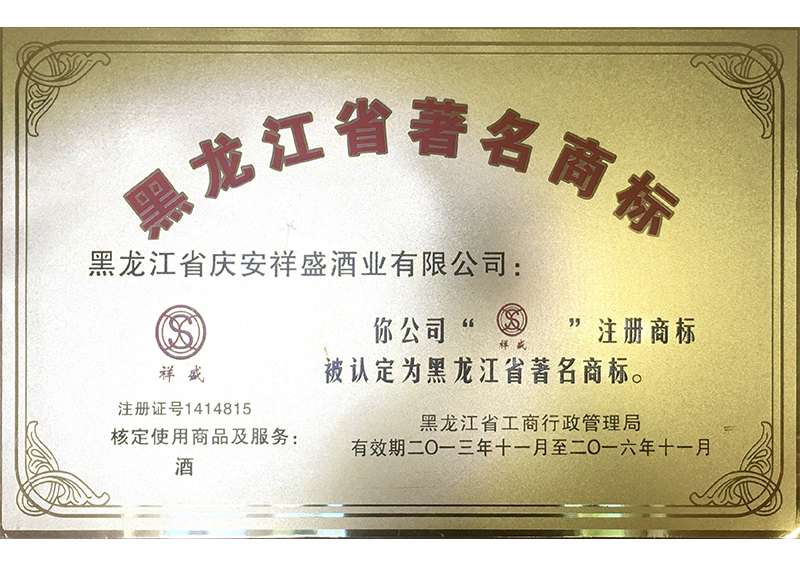 黑龙江省著名商标
黑龙江省庆安祥盛酒业有限公司：
祥盛
注册证号1414815
核定使用商品及服务：
酒
你公司“祥盛”注册商标
被认定为黑龙江省著名商标。
黑龙江省工商行政管理局
有效期二〇一三年十一月至二〇一六年十一月